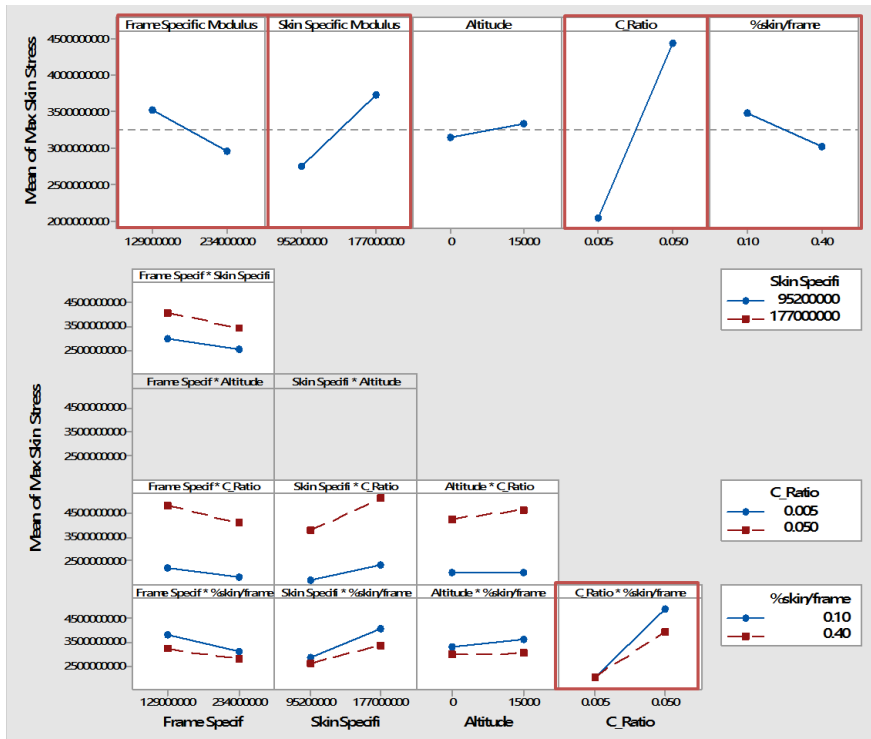 Frame Specific Modulus Skin Specific Modulus Altitude C_Ratio %skin/frame
Mean of Max Skin Stress
4500000000
4000000000
3500000000
3000000000
2500000000
2000000000
129000000 234000000 95200000 177000000 0 15000 0.005 0.050 0.10 0.40
Frame Specif * Skin Specifi
4500000000
3500000000
2500000000
Skin Specifi
95200000
177000000
Mean of Max Skin Stress
Frame Specif * Altitude Skin Specifi * Altitude
4500000000
3500000000
2500000000
Frame Specif * C_Ratio Skin Specifi * C_Ratio Altitude * C_Ratio
4500000000
3500000000
2500000000
C_Ratio
0.005
0.050
Frame Specif * %skin/frame Skin Specifi * %skin/frame Altitude * %skin/frame C_Ratio * %skin/frame
4500000000
3500000000
2500000000
%skin/frame
0.10
0.40
129000000 234000000 95200000 177000000 0 15000 0.005 0.050
Frame Specif Skin Specifi Altitude C_Ratio